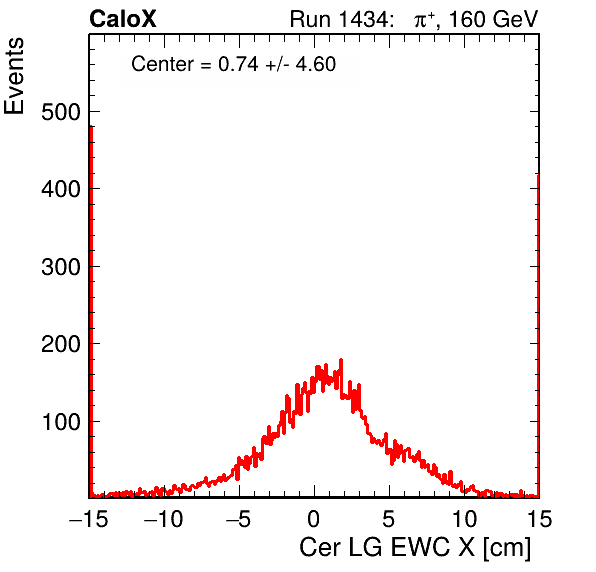 CaloX
Run 1434: π⁺, 160 GeV
Center = 0.74 +/- 4.60
Events
500
400
300
200
100
−15 −10 −5 0 5 10 15
Cer LG EWC X [cm]